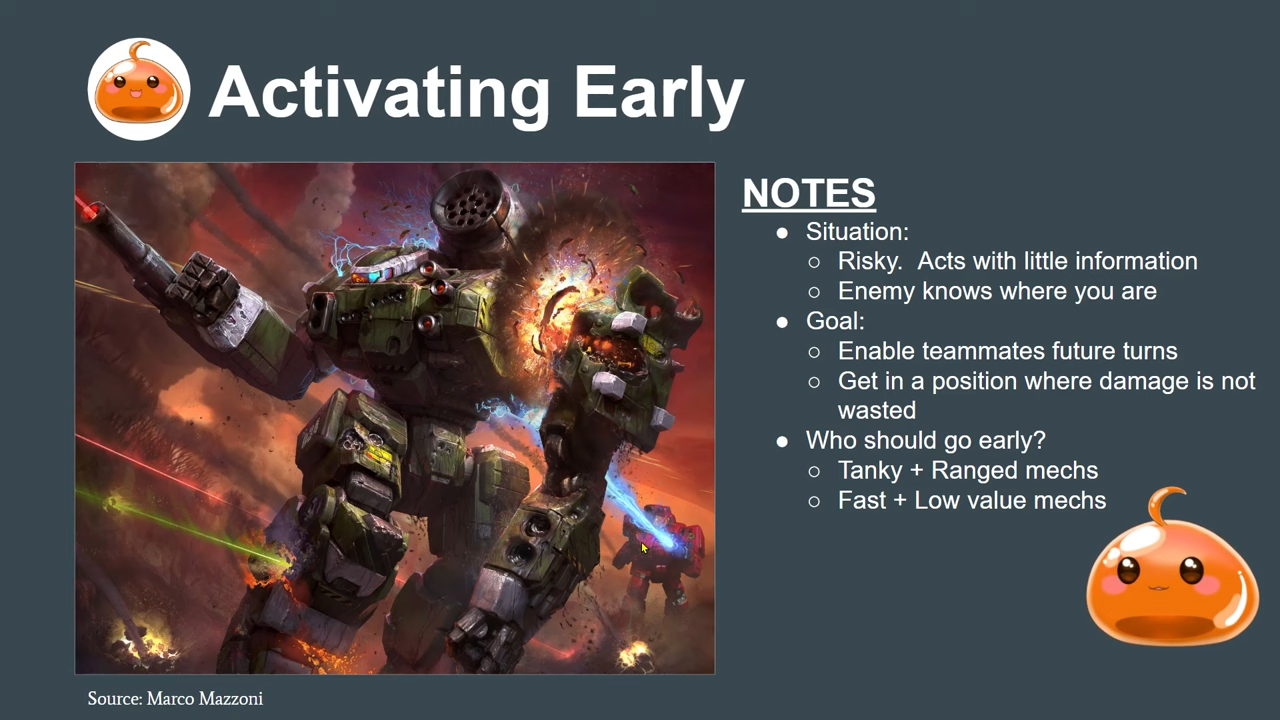 Activating Early
NOTES
● Situation:
○ Risky.  Acts with little information
○ Enemy knows where you are
● Goal:
○ Enable teammates future turns
○ Get in a position where damage is not
wasted
● Who should go early?
○ Tanky + Ranged mechs
○ Fast + Low value mechs
Source: Marco Mazzoni